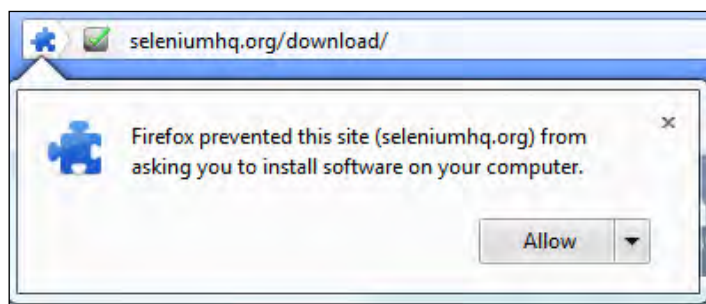 seleniumhq.org/download/
Firefox prevented this site (seleniumhq.org) from
asking you to install software on your computer.
Allow